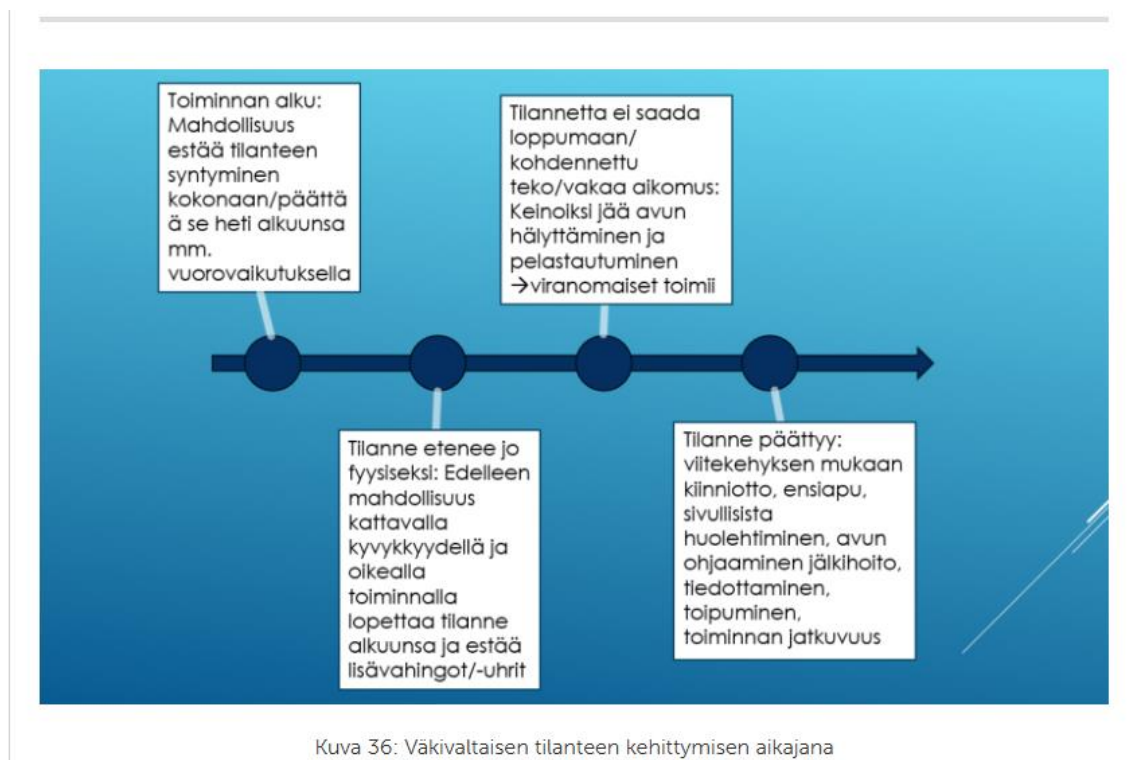 Toiminnan alku:
Mahdollisuus
estää tilanteen
syntyminen
kokonaan/päättä
ä se heti alkuunsa
mm.
vuorovaikutuksella
Tilanne etenee jo
fyysiseksi: Edelleen
mahdollisuus
kattavalla
kyvykkyydellä ja
oikealla
toiminnalla
lopettaa tilanne
alkuunsa ja estää
lisävahingot/-uhrit
Tilannetta ei saada
loppumaan/
kohdennettu
teko/vakaa aikomus:
Keinoiksi jää avun
hälyttäminen ja
pelastautuminen
→viranomaiset toimii
Tilanne päättyy:
viitekehyksen mukaan
kiinniotto, ensiapu,
sivullisista
huolehtiminen, avun
ohjaaminen jälkihoito,
tiedottaminen,
toipuminen,
toiminnan jatkuvuus
Kuva 36: Väkivaltaisen tilanteen kehittymisen aikajana